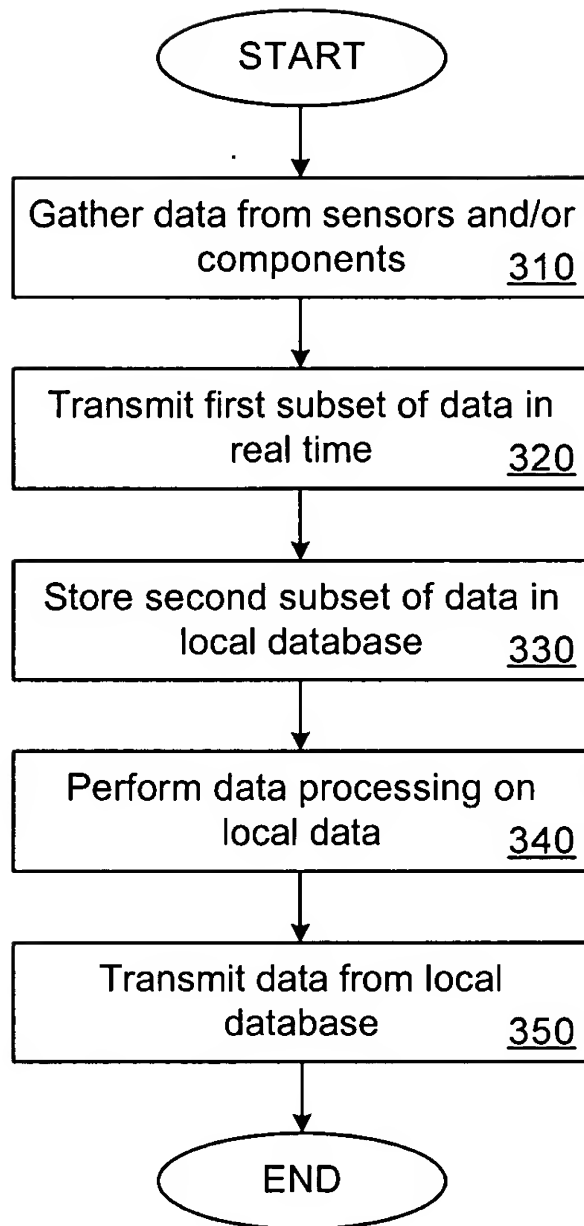 START
Gather data from sensors and/or
components 310
Transmit first subset of data in
real time 320
Store second subset of data in
local database 330
Perform data processing on
local data 340
Transmit data from local
database 350
END